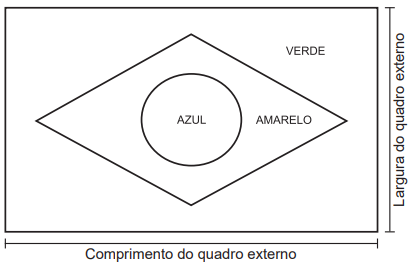 VERDE
AZUL
AMARELO
Largura do quadro externo
Comprimento do quadro externo